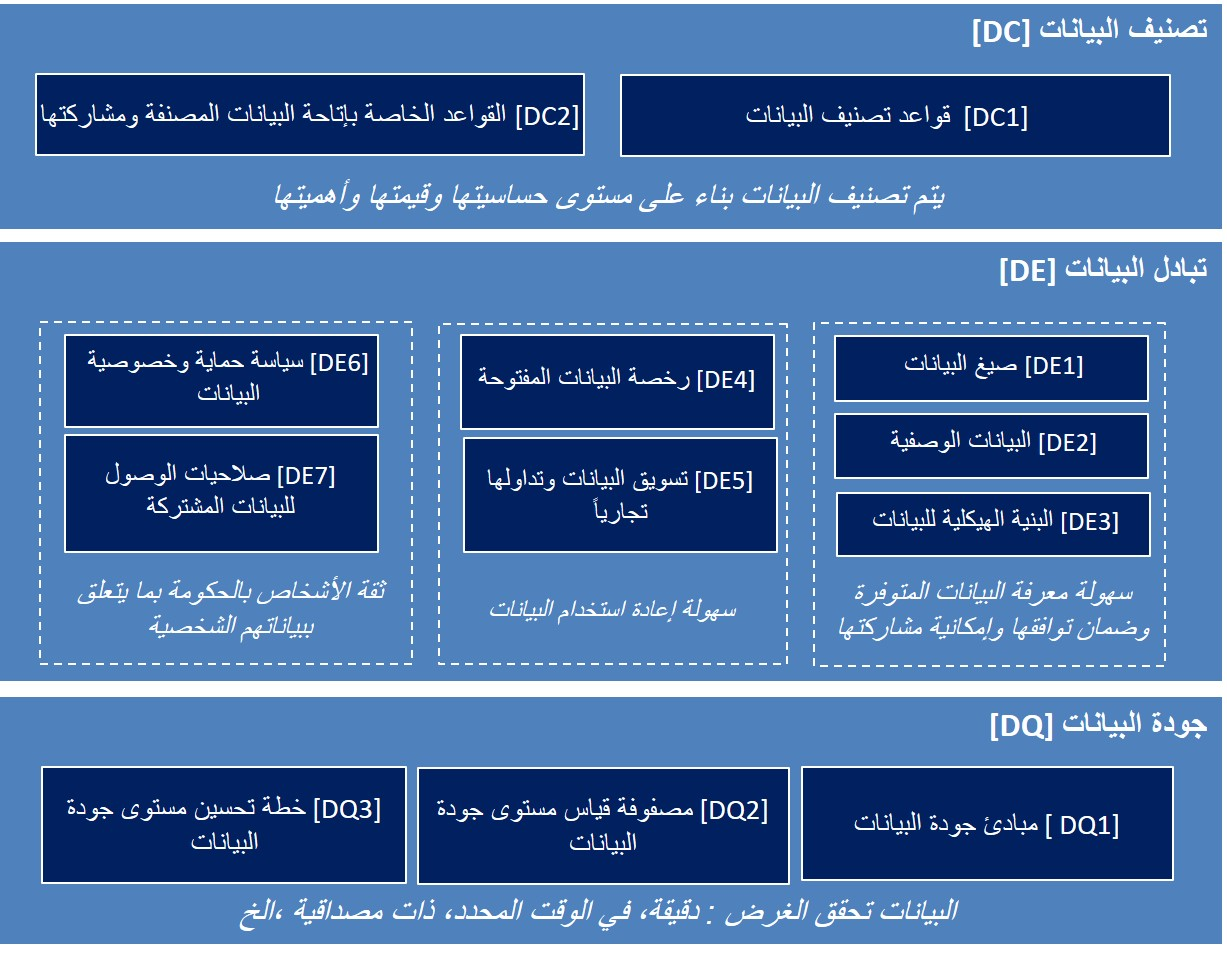 تصنيف البيانات [DC]
[DC1] قواعد تصنيف البيانات
[DC2] القواعد الخاصة بإتاحة البيانات المصنفة ومشاركتها
يتم تصنيف البيانات بناء على مستوى حساسيتها وقيمتها وأهميتها
تبادل البيانات [DE]
[DE1] صيغ البيانات
[DE2] البيانات الوصفية
[DE3] البنية الهيكلية للبيانات
سهولة معرفة البيانات المتوفرة
وضمان توافقها وإمكانية مشاركتها
[DE4] رخصة البيانات المفتوحة
[DE5] تسويق البيانات وتداولها
تجارياً
سهولة إعادة استخدام البيانات
[DE6] سياسة حماية وخصوصية
البيانات
[DE7] صلاحيات الوصول
للبيانات المشتركة
ثقة الأشخاص بالحكومة بما يتعلق
ببياناتهم الشخصية
جودة البيانات [DQ]
[DQ1 ] مبادئ جودة البيانات
[DQ2] مصفوفة قياس مستوى جودة
البيانات
[DQ3] خطة تحسين مستوى جودة
البيانات
البيانات تحقق الغرض : دقيقة، في الوقت المحدد، ذات مصداقية ،الخ